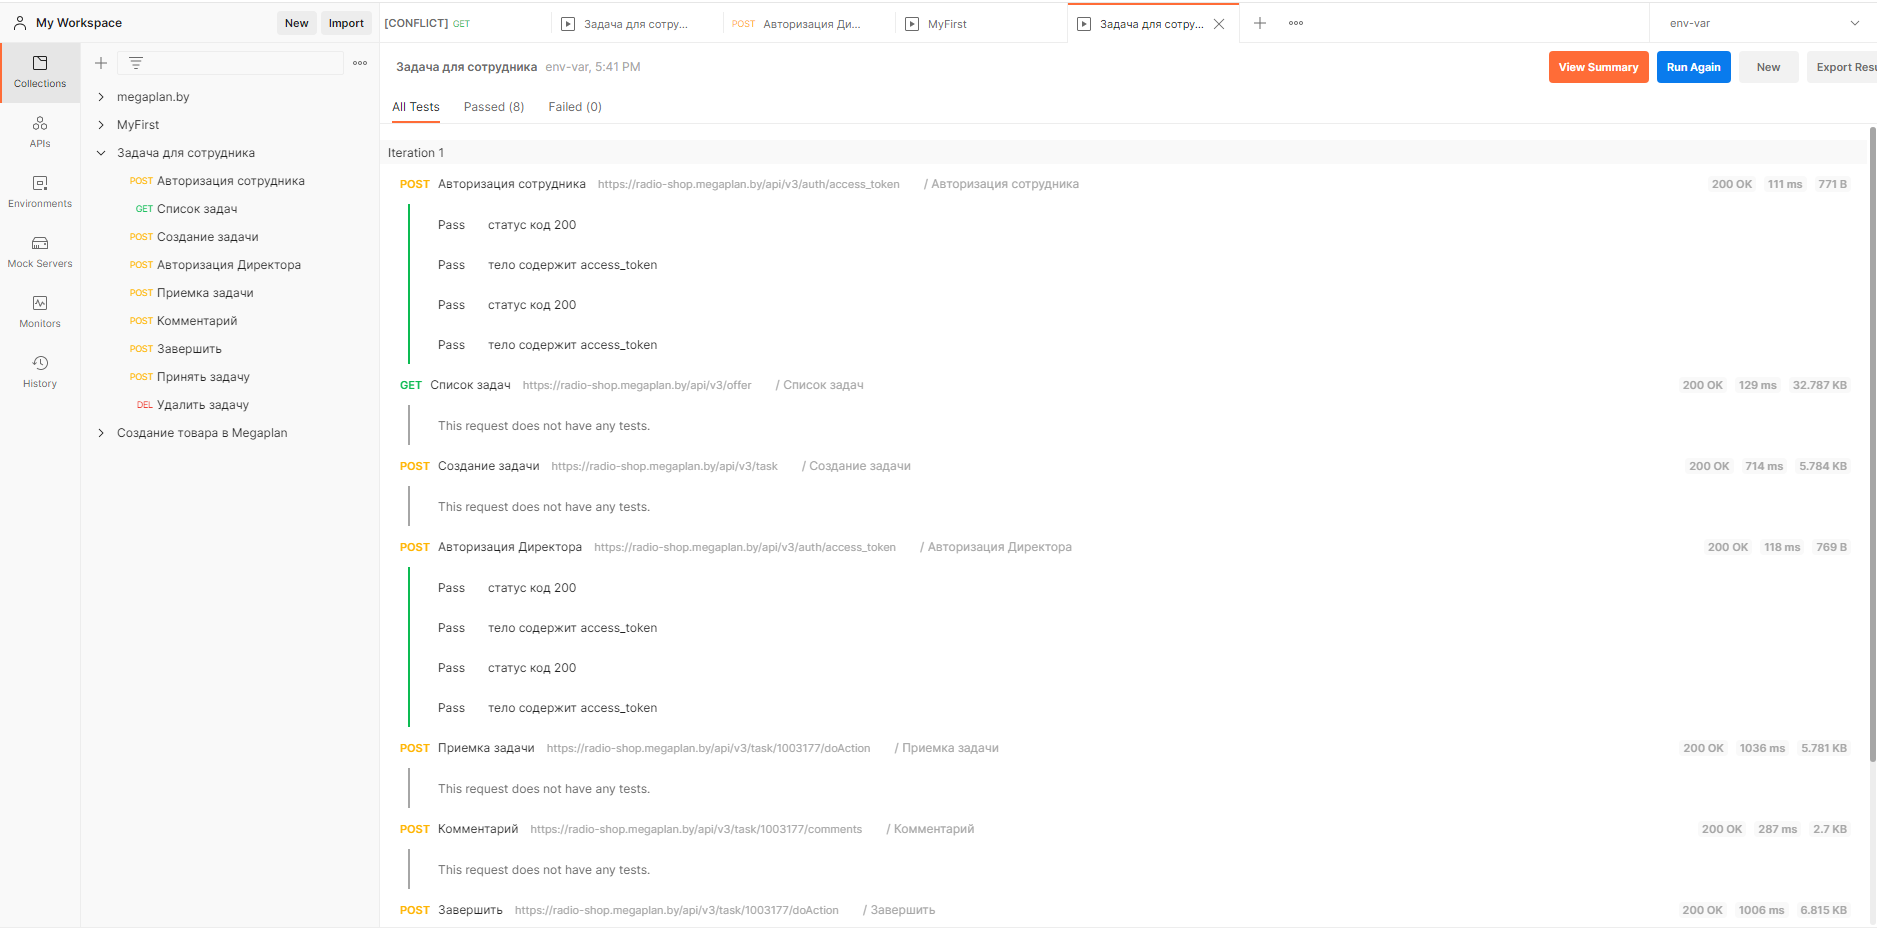 My Workspace
New
Import
[CONFLICT] GET
Задача для сотру...
POST Авторизация Ди...
MyFirst
Задача для сотру...
env-var
Collections
APIs
Environments
Mock Servers
Monitors
History
megaplan.by
MyFirst
Задача для сотрудника
POST Авторизация сотрудника
GET Список задач
POST Создание задачи
POST Авторизация Директора
POST Приемка задачи
POST Комментарий
POST Завершить
POST Принять задачу
DEL Удалить задачу
Создание товара в Megaplan
Задача для сотрудника env-var, 5:41 PM
View Summary
Run Again
New
Export Resu
All Tests Passed (8) Failed (0)
Iteration 1
POST Авторизация сотрудника https://radio-shop.megaplan.by/api/v3/auth/access_token / Авторизация сотрудника 200 OK 111 ms 771 B
Pass статус код 200
Pass тело содержит access_token
Pass статус код 200
Pass тело содержит access_token
GET Список задач https://radio-shop.megaplan.by/api/v3/offer / Список задач 200 OK 129 ms 32.787 KB
This request does not have any tests.
POST Создание задачи https://radio-shop.megaplan.by/api/v3/task / Создание задачи 200 OK 714 ms 5.784 KB
This request does not have any tests.
POST Авторизация Директора https://radio-shop.megaplan.by/api/v3/auth/access_token / Авторизация Директора 200 OK 118 ms 769 B
Pass статус код 200
Pass тело содержит access_token
Pass статус код 200
Pass тело содержит access_token
POST Приемка задачи https://radio-shop.megaplan.by/api/v3/task/1003177/doAction / Приемка задачи 200 OK 1036 ms 5.781 KB
This request does not have any tests.
POST Комментарий https://radio-shop.megaplan.by/api/v3/task/1003177/comments / Комментарий 200 OK 287 ms 2.7 KB
This request does not have any tests.
POST Завершить https://radio-shop.megaplan.by/api/v3/task/1003177/doAction / Завершить 200 OK 1006 ms 6.815 KB